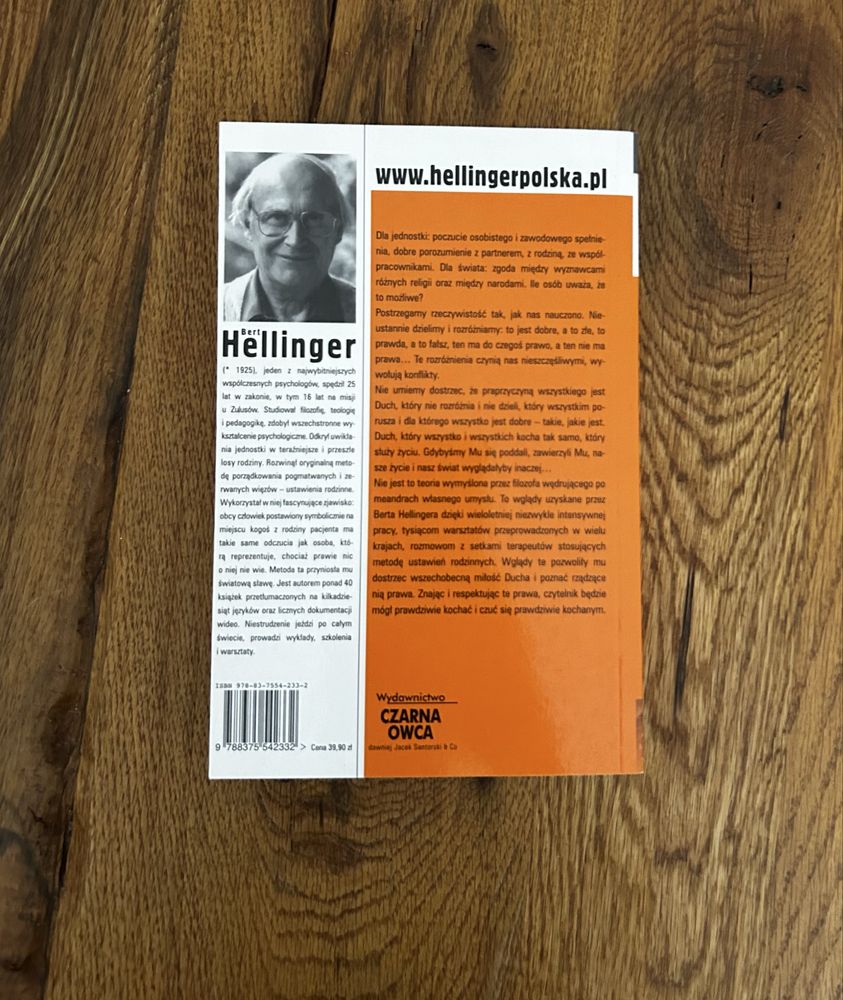 www.hellingerpolska.pl
Bert
Hellinger
(* 1925), jeden z najwybitniejszych
współczesnych psychologów, spędził 25
lat w zakonie, w tym 16 lat na misji
u Zulusów. Studiował filozofię, teologię
i pedagogikę, zdobył wszechstronne wy-
kształcenie psychologiczne. Odkrył uwikła-
nia jednostki w teraźniejsze i przeszłe
losy rodziny. Rozwinął oryginalną meto-
dę porządkowania pogmatwanych i ze-
rwanych więzów – ustawienia rodzinne.
Wykorzystał w niej fascynujące zjawisko:
obcy człowiek postawiony symbolicznie na
miejscu kogoś z rodziny pacjenta ma
takie same odczucia jak osoba, któ-
rą reprezentuje, chociaż prawie nic
o niej nie wie. Metoda ta przyniosła mu
światową sławę. Jest autorem ponad 40
książek przetłumaczonych na kilkadzie-
siąt języków oraz licznych dokumentacji
wideo. Niestrudzenie jeździ po całym
świecie, prowadzi wykłady, szkolenia
i warsztaty.
ISBN 978-83-7554-233-2
9 788375 542332 >
Cena 39,90 zł
Dla jednostki: poczucie osobistego i zawodowego spełnie-
nia, dobre porozumienie z partnerem, z rodziną, ze współ-
pracownikami. Dla świata: zgoda między wyznawcami
różnych religii oraz między narodami. Ile osób uważa, że
to możliwe?
Postrzegamy rzeczywistość tak, jak nas nauczono. Nie-
ustannie dzielimy i rozróżniamy: to jest dobre, a to złe, to
prawda, a to fałsz, ten ma do czegoś prawo, a ten nie ma
prawa... Te rozróżnienia czynią nas nieszczęśliwymi, wy-
wołują konflikty.
Nie umiemy dostrzec, że praprzyczyną wszystkiego jest
Duch, który nie rozróżnia i nie dzieli, który wszystkim po-
rusza i dla którego wszystko jest dobre – takie, jakie jest.
Duch, który wszystko i wszystkich kocha tak samo, który
służy życiu. Gdybyśmy Mu się poddali, zawierzyli Mu, na-
sze życie i nasz świat wyglądałyby inaczej...
Nie jest to teoria wymyślona przez filozofa wędrującego po
meandrach własnego umysłu. To wglądy uzyskane przez
Berta Hellingera dzięki wieloletniej niezwykle intensywnej
pracy, tysiącom warsztatów przeprowadzonych w wielu
krajach, rozmowom z setkami terapeutów stosujących
metodę ustawień rodzinnych. Wglądy te pozwoliły mu
dostrzec wszechobecną miłość Ducha i poznać rządzące
nią prawa. Znając i respektując te prawa, czytelnik będzie
mógł prawdziwie kochać i czuć się prawdziwie kochanym.
Wydawnictwo
CZARNA
OWCA
dawniej Jacek Santorski & Co